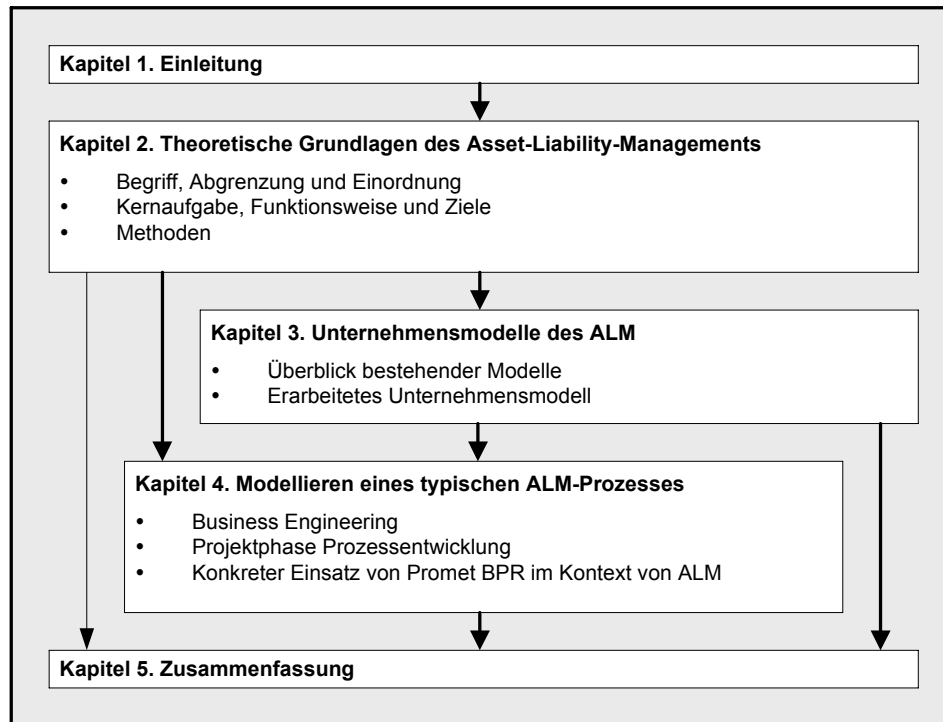 Kapitel 1. Einleitung
Kapitel 2. Theoretische Grundlagen des Asset-Liability-Managements
• Begriff, Abgrenzung und Einordnung
• Kernaufgabe, Funktionsweise und Ziele
• Methoden
Kapitel 3. Unternehmensmodelle des ALM
• Überblick bestehender Modelle
• Erarbeitetes Unternehmensmodell
Kapitel 4. Modellieren eines typischen ALM-Prozesses
• Business Engineering
• Projektphase Prozessentwicklung
• Konkreter Einsatz von Promet BPR im Kontext von ALM
Kapitel 5. Zusammenfassung